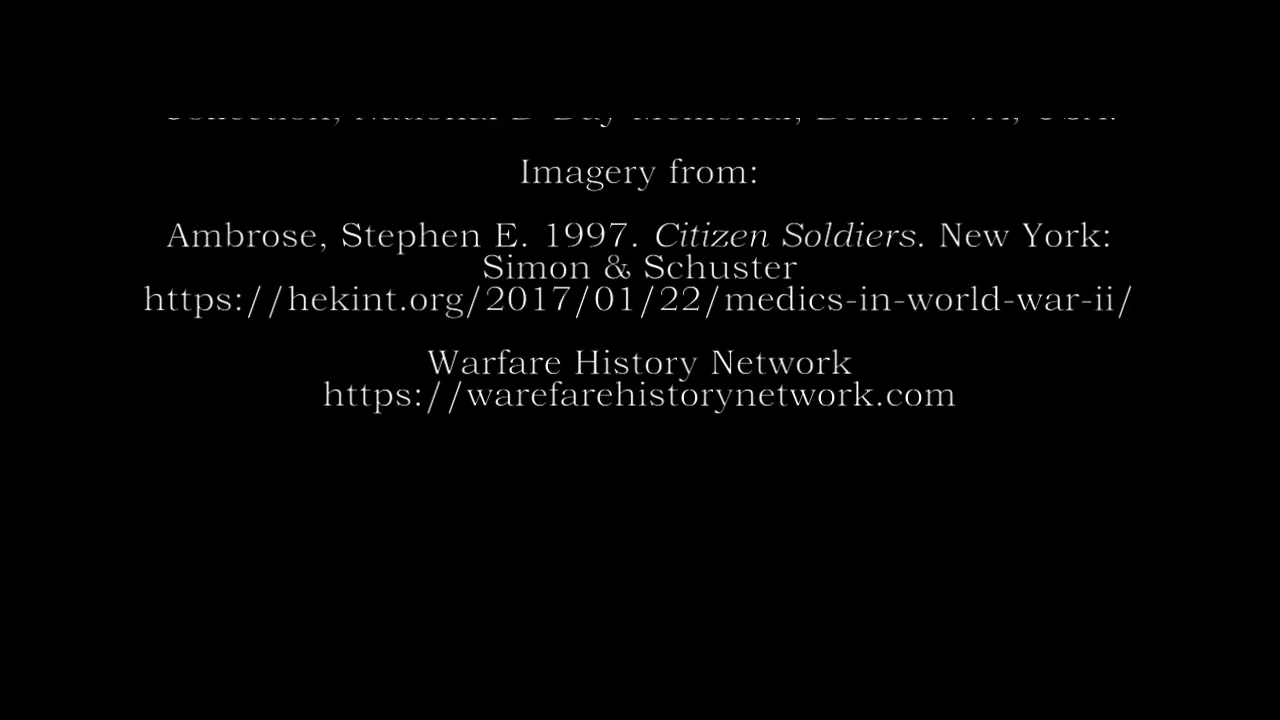 Imagery from:
Ambrose, Stephen E. 1997. Citizen Soldiers. New York:
Simon & Schuster
https://hekint.org/2017/01/22/medics-in-world-war-ii/
Warfare History Network
https://warefarehistorynetwork.com